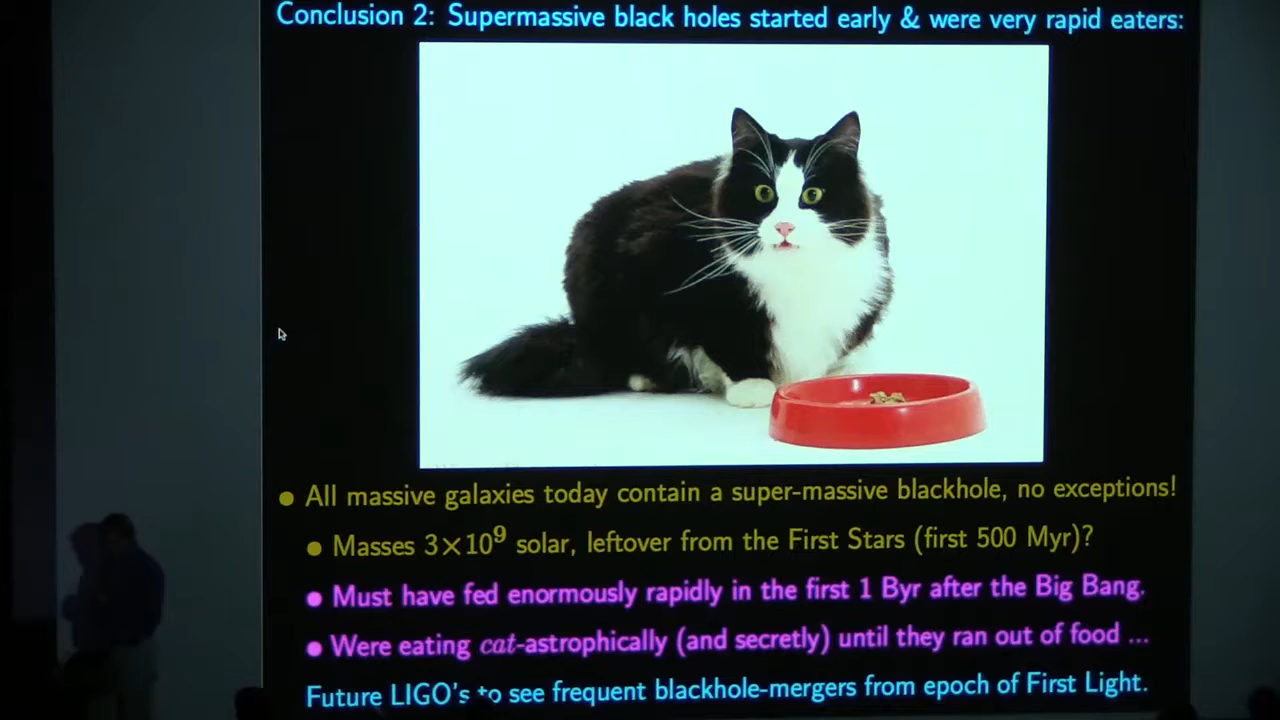 Conclusion 2: Supermassive black holes started early & were very rapid eaters:
● All massive galaxies today contain a super-massive blackhole, no exceptions!
● Masses 3×10⁹ solar, leftover from the First Stars (first 500 Myr)?
● Must have fed enormously rapidly in the first 1 Byr after the Big Bang.
● Were eating cat-astrophically (and secretly) until they ran out of food ...
Future LIGO's to see frequent blackhole-mergers from epoch of First Light.